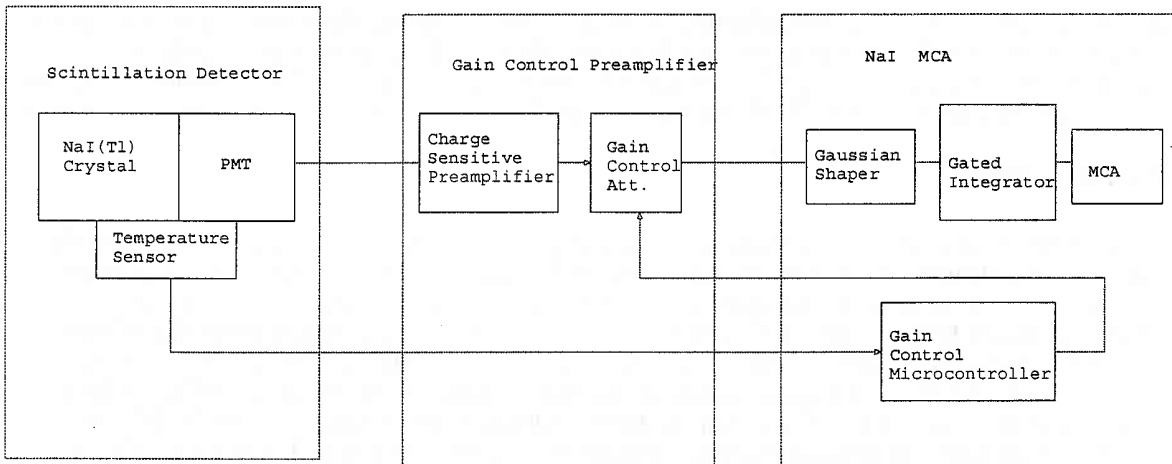 Scintillation Detector
Gain Control Preamplifier
NaI MCA
NaI(Tl)
Crystal
PMT
Temperature
Sensor
Charge
Sensitive
Preamplifier
Gain
Control
Att.
Gaussian
Shaper
Gated
Integrator
MCA
Gain
Control
Microcontroller